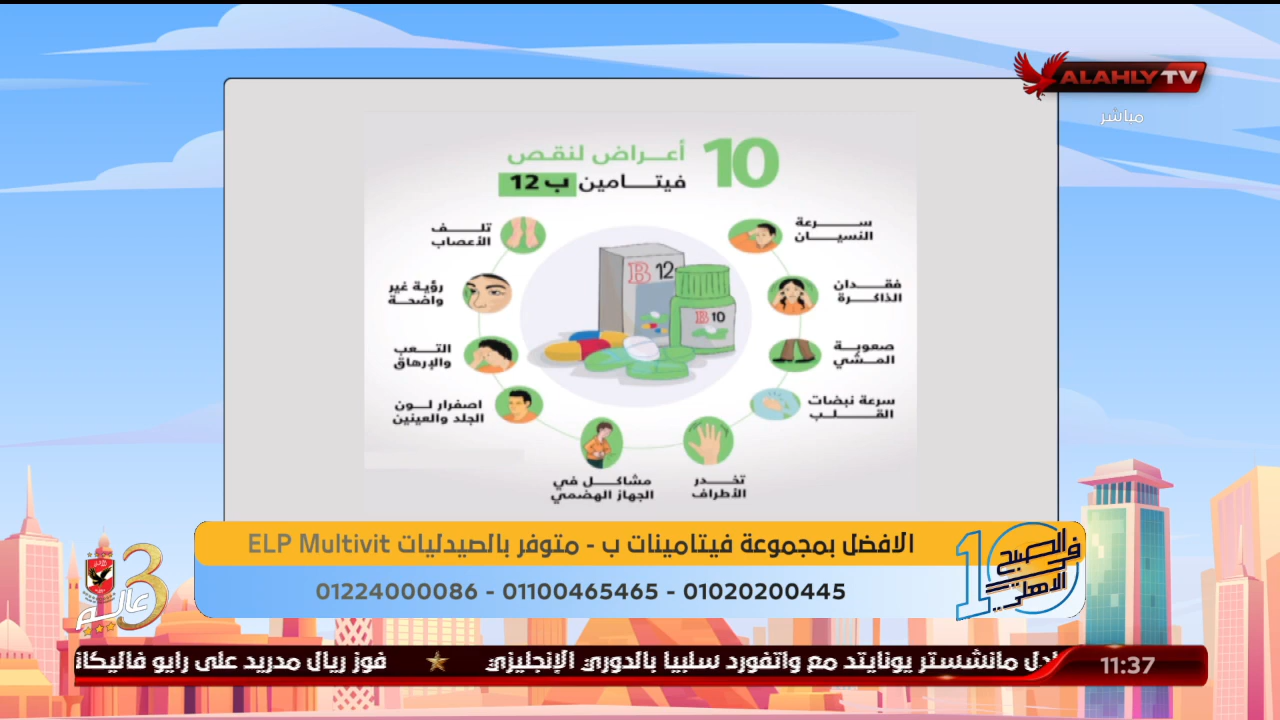 ALAHLY TV
مباشر
10 أعراض لنقص
فيتامين ب 12
سرعة
النسيان
فقدان
الذاكرة
صعوبة
المشي
سرعة نبضات
القلب
تخدر
الأطراف
مشاكل في
الجهاز الهضمي
اصفرار لون
الجلد والعينين
التعب
والإرهاق
رؤية غير
واضحة
تلف
الأعصاب
B 12
B 10
الافضل بمجموعة فيتامينات ب - متوفر بالصيدليات ELP Multivit
01224000086 - 01100465465 - 01020200445
10 الصبح
في
الاهلي
3
عالم
مانشستر يونايتد مع واتفورد سلبيا بالدوري الإنجليزي ★ فوز ريال مدريد على رايو
11:37